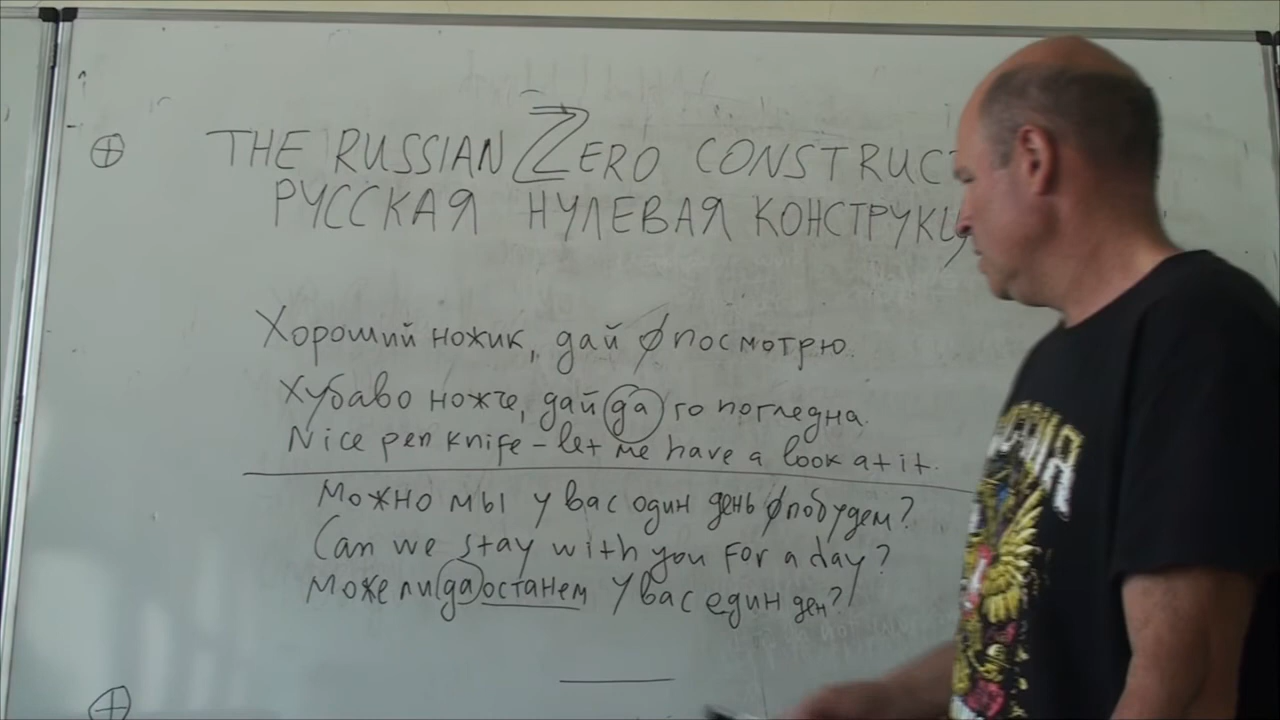 THE RUSSIAN ZERO CONSTRUCT
РУССКАЯ НУЛЕВАЯ КОНСТРУКЦИ
Хороший ножик, дай ∅ посмотрю.
Хубаво ножче, дай да го погледна.
Nice pen knife – let me have a look at it.
Можно мы у вас один день ∅ побудем?
Can we stay with you for a day?
Може ли да останем у вас един ден?